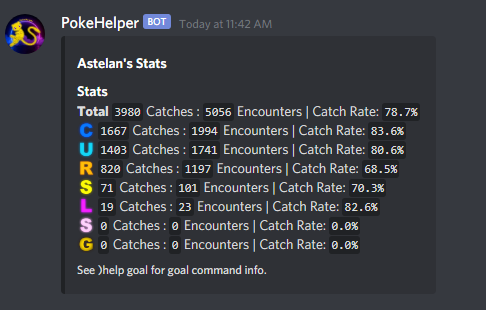 PokeHelper BOT Today at 11:42 AM
Astelan's Stats
Stats
Total 3980 Catches : 5056 Encounters | Catch Rate: 78.7%
C 1667 Catches : 1994 Encounters | Catch Rate: 83.6%
U 1403 Catches : 1741 Encounters | Catch Rate: 80.6%
R 820 Catches : 1197 Encounters | Catch Rate: 68.5%
S 71 Catches : 101 Encounters | Catch Rate: 70.3%
L 19 Catches : 23 Encounters | Catch Rate: 82.6%
S 0 Catches : 0 Encounters | Catch Rate: 0.0%
G 0 Catches : 0 Encounters | Catch Rate: 0.0%
See )help goal for goal command info.